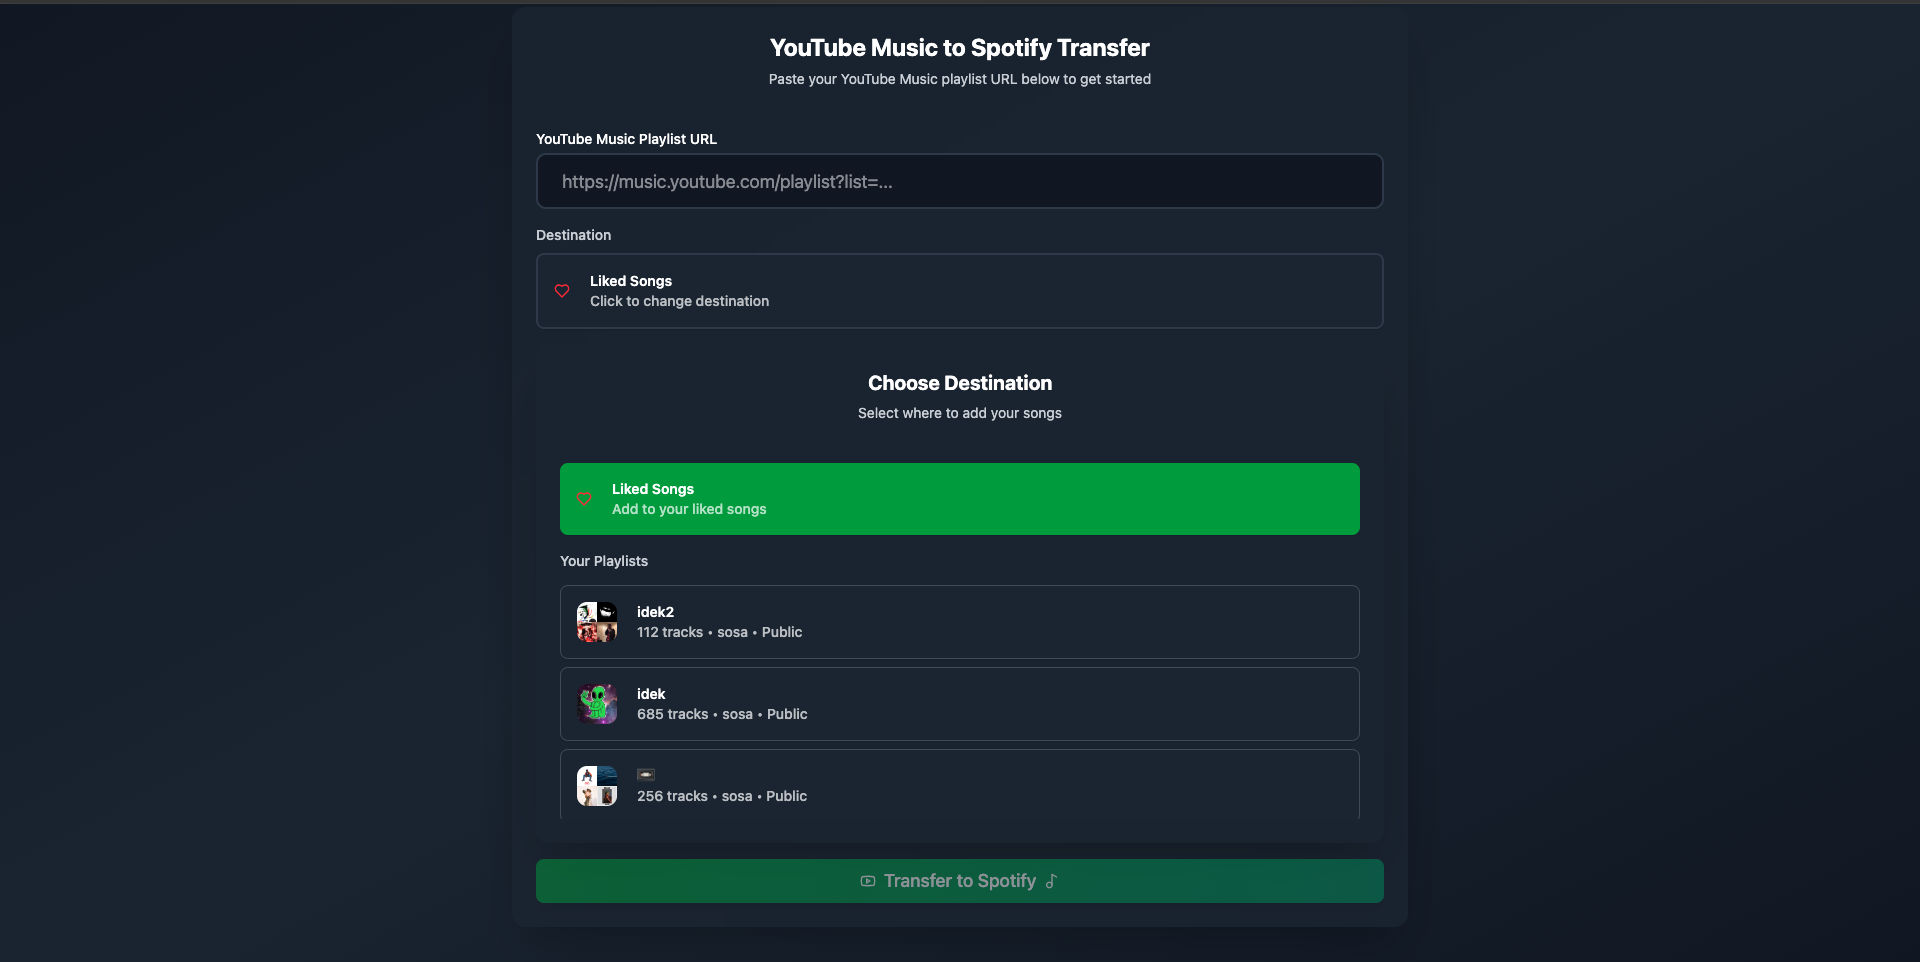 YouTube Music to Spotify Transfer
Paste your YouTube Music playlist URL below to get started
YouTube Music Playlist URL
https://music.youtube.com/playlist?list=...
Destination
Liked Songs
Click to change destination
Choose Destination
Select where to add your songs
Liked Songs
Add to your liked songs
Your Playlists
idek2
112 tracks • sosa • Public
idek
685 tracks • sosa • Public
256 tracks • sosa • Public
Transfer to Spotify